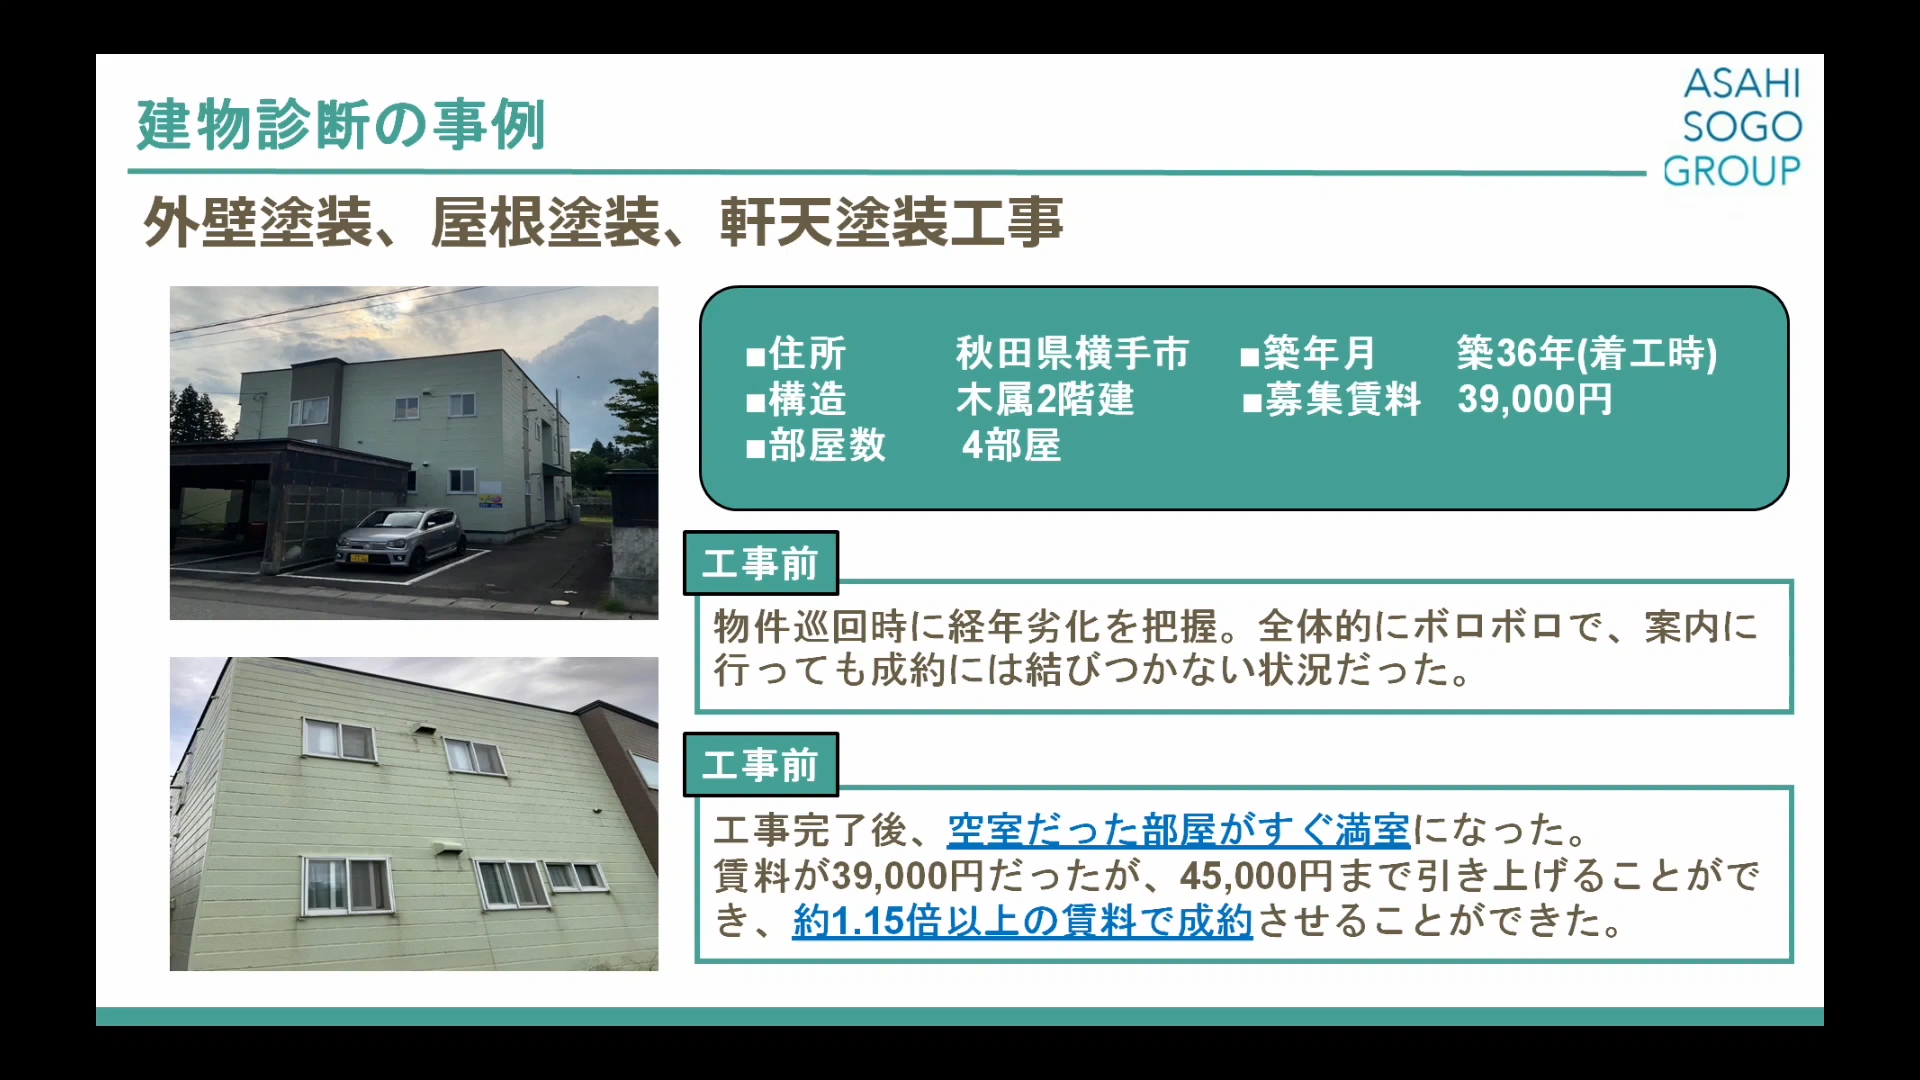 建物診断の事例
ASAHI
SOGO
GROUP
外壁塗装、屋根塗装、軒天塗装工事
■住所 秋田県横手市 ■築年月 築36年(着工時)
■構造 木属2階建 ■募集賃料 39,000円
■部屋数 4部屋
工事前
物件巡回時に経年劣化を把握。全体的にボロボロで、案内に
行っても成約には結びつかない状況だった。
工事前
工事完了後、空室だった部屋がすぐ満室になった。
賃料が39,000円だったが、45,000円まで引き上げることがで
き、約1.15倍以上の賃料で成約させることができた。